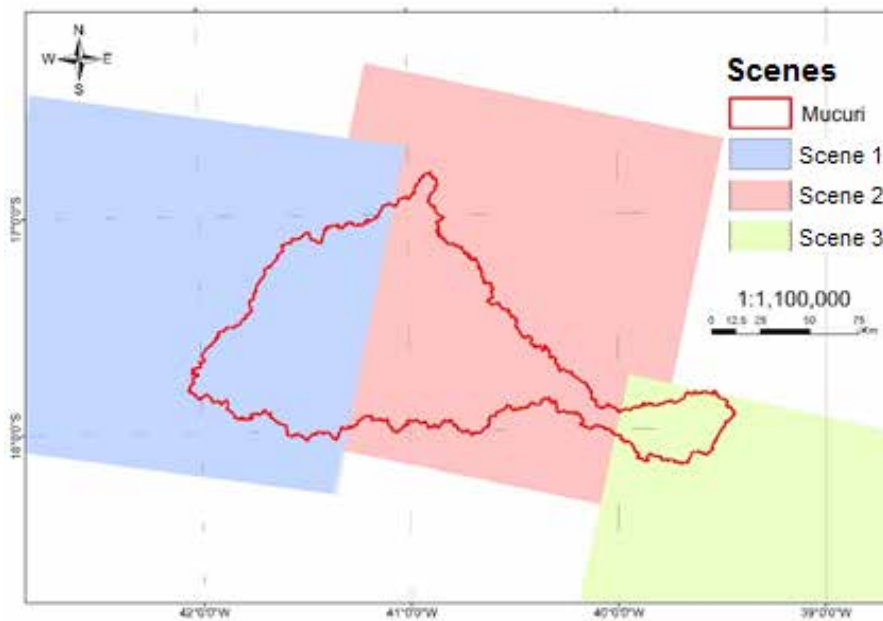 N
W E
S
Scenes
Mucuri
Scene 1
Scene 2
Scene 3
1:1,100,000
0 12,5 25 50 75
Km
17°0'0"S
18°0'0"S
42°0'0"W 41°0'0"W 40°0'0"W 39°0'0"W